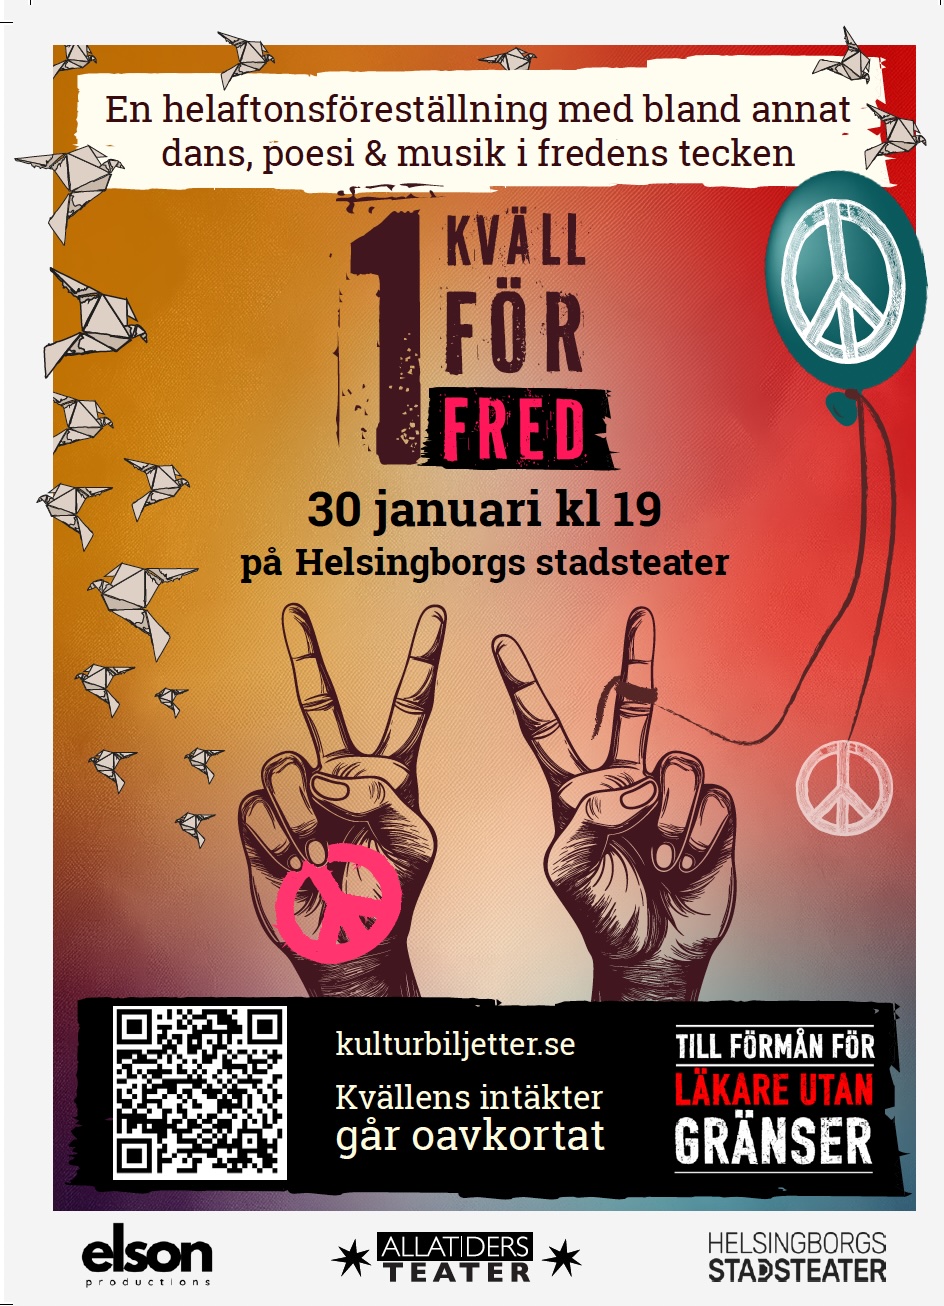 En helaftonsföreställning med bland annat
dans, poesi & musik i fredens tecken
1 KVÄLL
FÖR
FRED
30 januari kl 19
på Helsingborgs stadsteater
kulturbiljetter.se
Kvällens intäkter
går oavkortat
TILL FÖRMÅN FÖR
LÄKARE UTAN
GRÄNSER
elson
productions
ALLATIDERS
TEATER
HELSINGBORGS
STADSTEATER